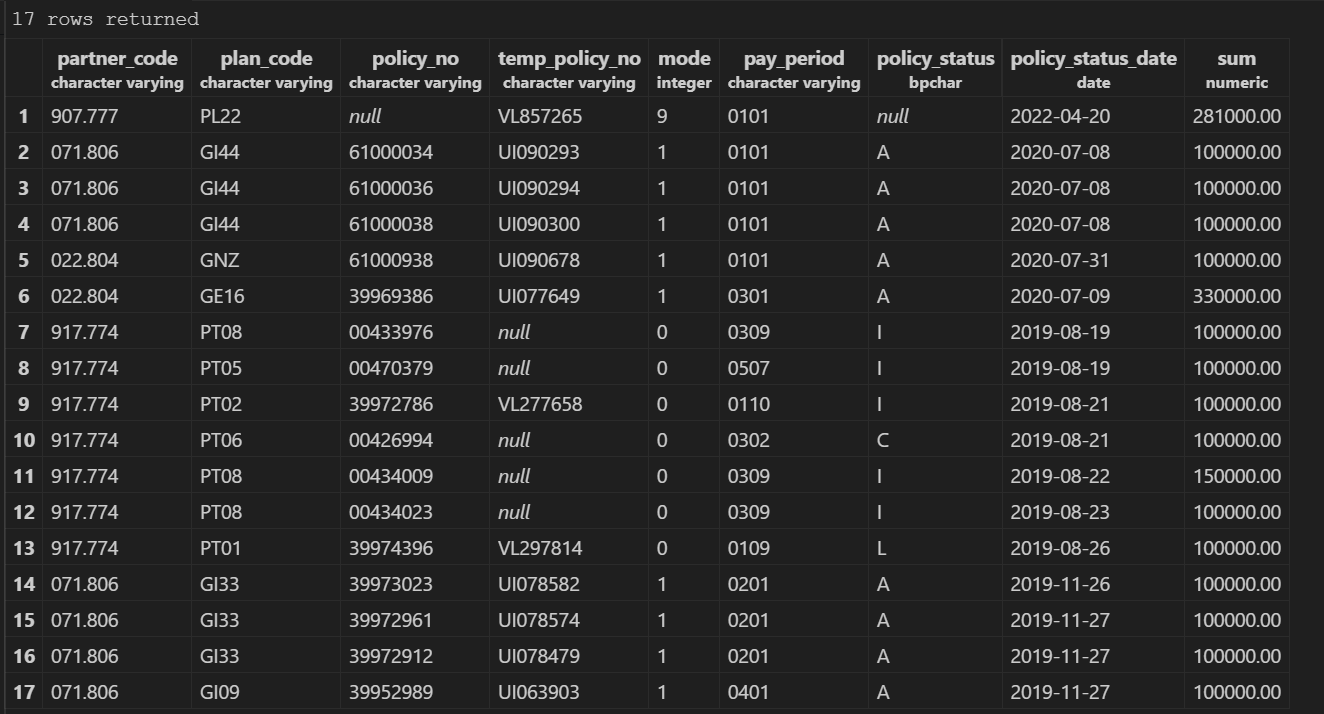 17 rows returned
partner_code plan_code policy_no temp_policy_no mode pay_period policy_status policy_status_date sum
character varying character varying character varying character varying integer character varying bpchar date numeric
1 907.777 PL22 null VL857265 9 0101 null 2022-04-20 281000.00
2 071.806 GI44 61000034 UI090293 1 0101 A 2020-07-08 100000.00
3 071.806 GI44 61000036 UI090294 1 0101 A 2020-07-08 100000.00
4 071.806 GI44 61000038 UI090300 1 0101 A 2020-07-08 100000.00
5 022.804 GNZ 61000938 UI090678 1 0101 A 2020-07-31 100000.00
6 022.804 GE16 39969386 UI077649 1 0301 A 2020-07-09 330000.00
7 917.774 PT08 00433976 null 0 0309 I 2019-08-19 100000.00
8 917.774 PT05 00470379 null 0 0507 I 2019-08-19 100000.00
9 917.774 PT02 39972786 VL277658 0 0110 I 2019-08-21 100000.00
10 917.774 PT06 00426994 null 0 0302 C 2019-08-21 100000.00
11 917.774 PT08 00434009 null 0 0309 I 2019-08-22 150000.00
12 917.774 PT08 00434023 null 0 0309 I 2019-08-23 100000.00
13 917.774 PT01 39974396 VL297814 0 0109 L 2019-08-26 100000.00
14 071.806 GI33 39973023 UI078582 1 0201 A 2019-11-26 100000.00
15 071.806 GI33 39972961 UI078574 1 0201 A 2019-11-27 100000.00
16 071.806 GI33 39972912 UI078479 1 0201 A 2019-11-27 100000.00
17 071.806 GI09 39952989 UI063903 1 0401 A 2019-11-27 100000.00